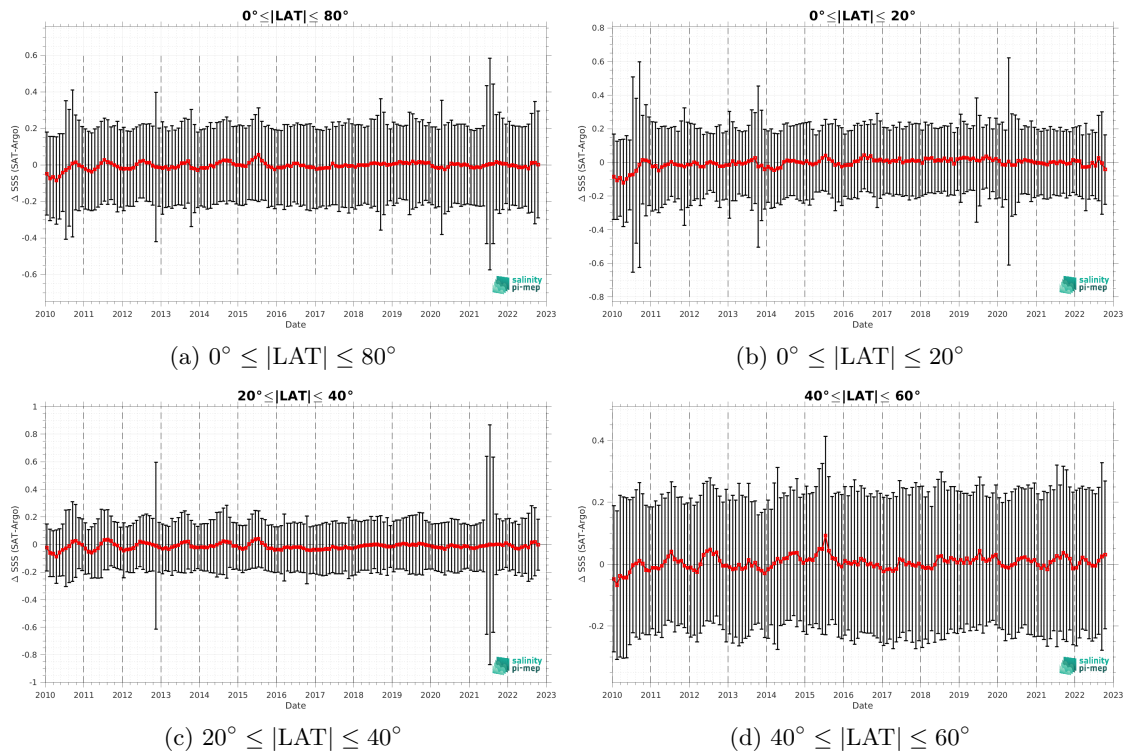 0°≤|LAT|≤ 80°
Δ SSS (SAT-Argo)
0.6
0.4
0.2
0
-0.2
-0.4
-0.6
salinity
pi-mep
2010 2011 2012 2013 2014 2015 2016 2017 2018 2019 2020 2021 2022 2023
Date
(a) 0° ≤ |LAT| ≤ 80°
0°≤|LAT|≤ 20°
Δ SSS (SAT-Argo)
0.8
0.6
0.4
0.2
0
-0.2
-0.4
-0.6
-0.8
salinity
pi-mep
2010 2011 2012 2013 2014 2015 2016 2017 2018 2019 2020 2021 2022 2023
Date
(b) 0° ≤ |LAT| ≤ 20°
20°≤|LAT|≤ 40°
Δ SSS (SAT-Argo)
1
0.8
0.6
0.4
0.2
0
-0.2
-0.4
-0.6
-0.8
-1
salinity
pi-mep
2010 2011 2012 2013 2014 2015 2016 2017 2018 2019 2020 2021 2022 2023
Date
(c) 20° ≤ |LAT| ≤ 40°
40°≤|LAT|≤ 60°
Δ SSS (SAT-Argo)
0.4
0.2
0
-0.2
salinity
pi-mep
2010 2011 2012 2013 2014 2015 2016 2017 2018 2019 2020 2021 2022 2023
Date
(d) 40° ≤ |LAT| ≤ 60°